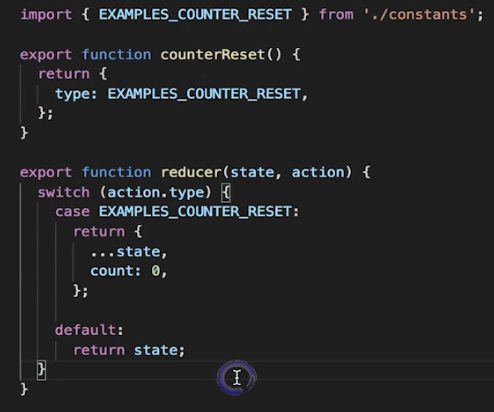 import { EXAMPLES_COUNTER_RESET } from './constants';
export function counterReset() {
return {
type: EXAMPLES_COUNTER_RESET,
};
}
export function reducer(state, action) {
switch (action.type) {
case EXAMPLES_COUNTER_RESET:
return {
...state,
count: 0,
};
default:
return state;
}
}